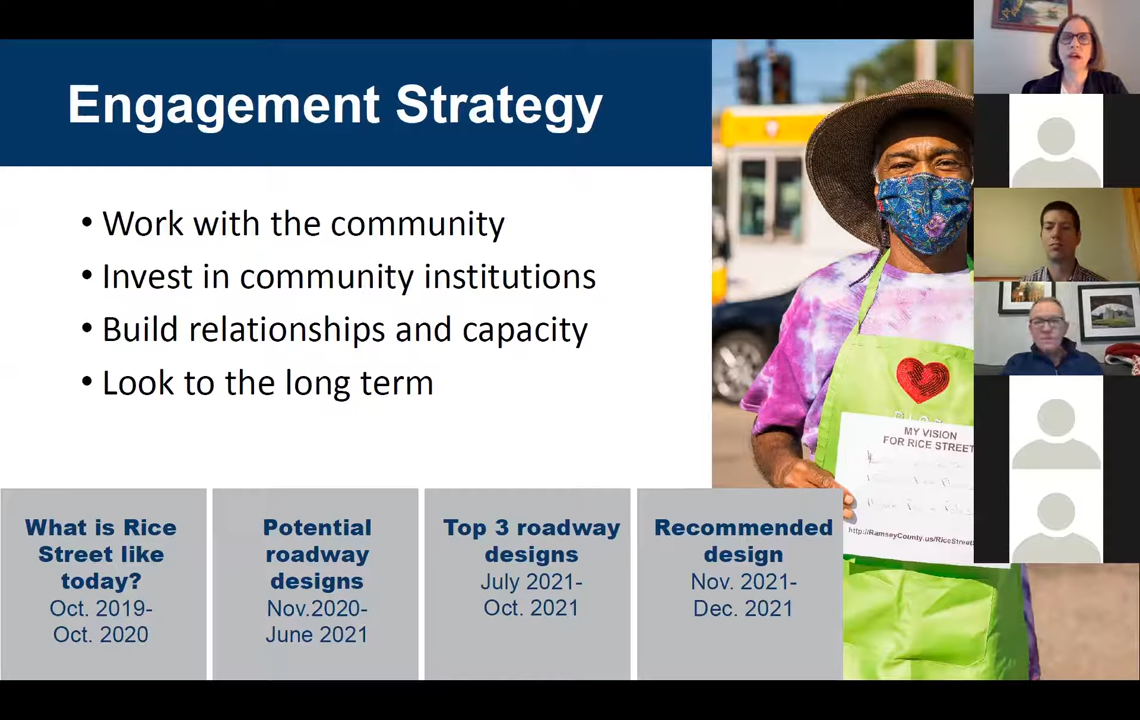 Engagement Strategy
• Work with the community
• Invest in community institutions
• Build relationships and capacity
• Look to the long term
MY VISION
FOR RICE STREET
http://RamseyCounty.us/RiceStreet
What is Rice
Street like
today?
Oct. 2019-
Oct. 2020
Potential
roadway
designs
Nov.2020-
June 2021
Top 3 roadway
designs
July 2021-
Oct. 2021
Recommended
design
Nov. 2021-
Dec. 2021